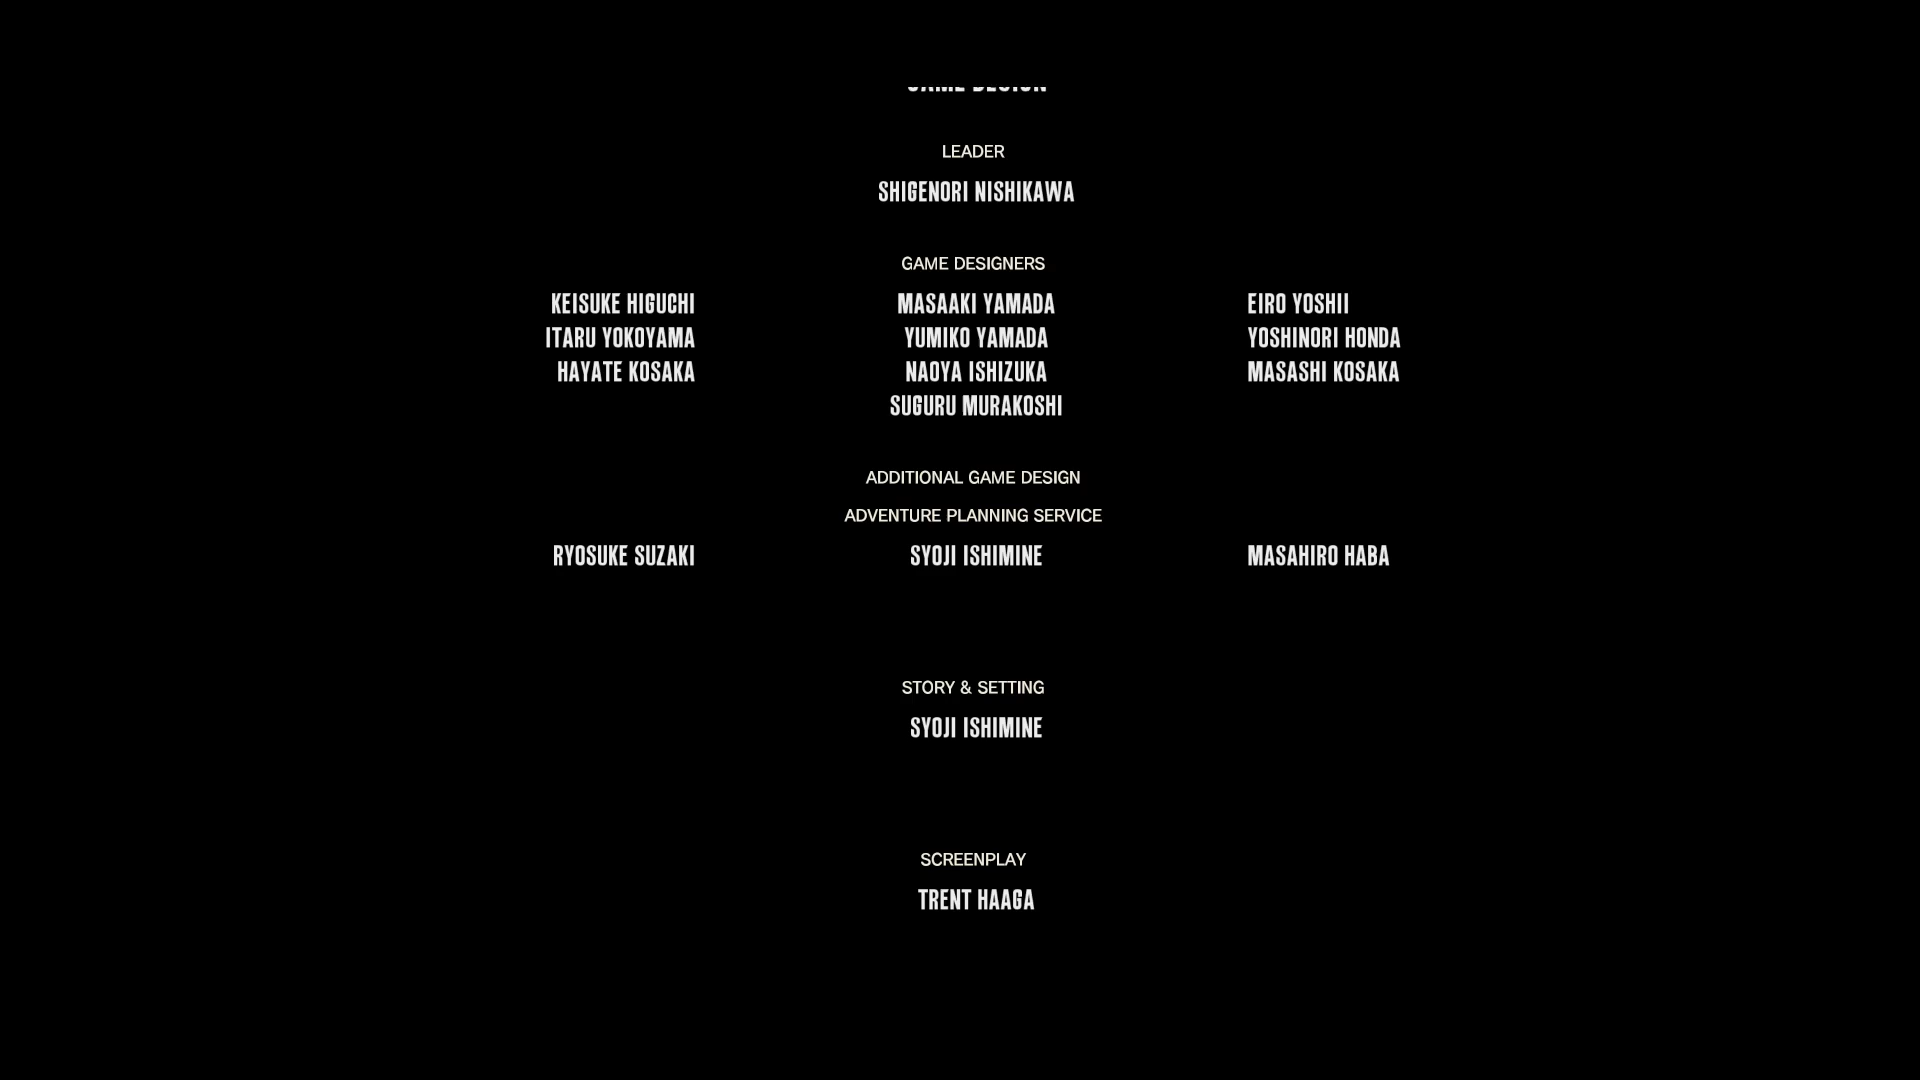 GAME DESIGN
LEADER
SHIGENORI NISHIKAWA
GAME DESIGNERS
KEISUKE HIGUCHI MASAAKI YAMADA EIRO YOSHII
ITARU YOKOYAMA YUMIKO YAMADA YOSHINORI HONDA
HAYATE KOSAKA NAOYA ISHIZUKA MASASHI KOSAKA
SUGURU MURAKOSHI
ADDITIONAL GAME DESIGN
ADVENTURE PLANNING SERVICE
RYOSUKE SUZAKI SYOJI ISHIMINE MASAHIRO HABA
STORY & SETTING
SYOJI ISHIMINE
SCREENPLAY
TRENT HAAGA